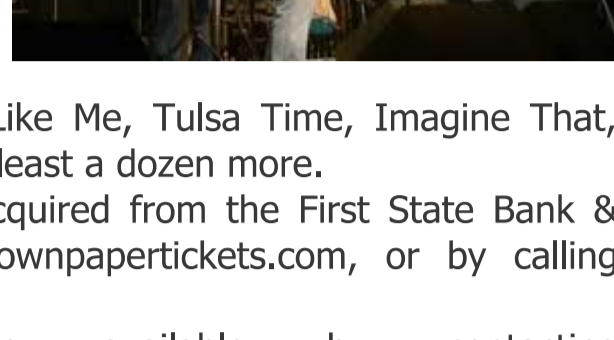 Like Me, Tulsa Time, Imagine That,
least a dozen more.
cquired from the First State Bank &
ownpapertickets.com, or by calling